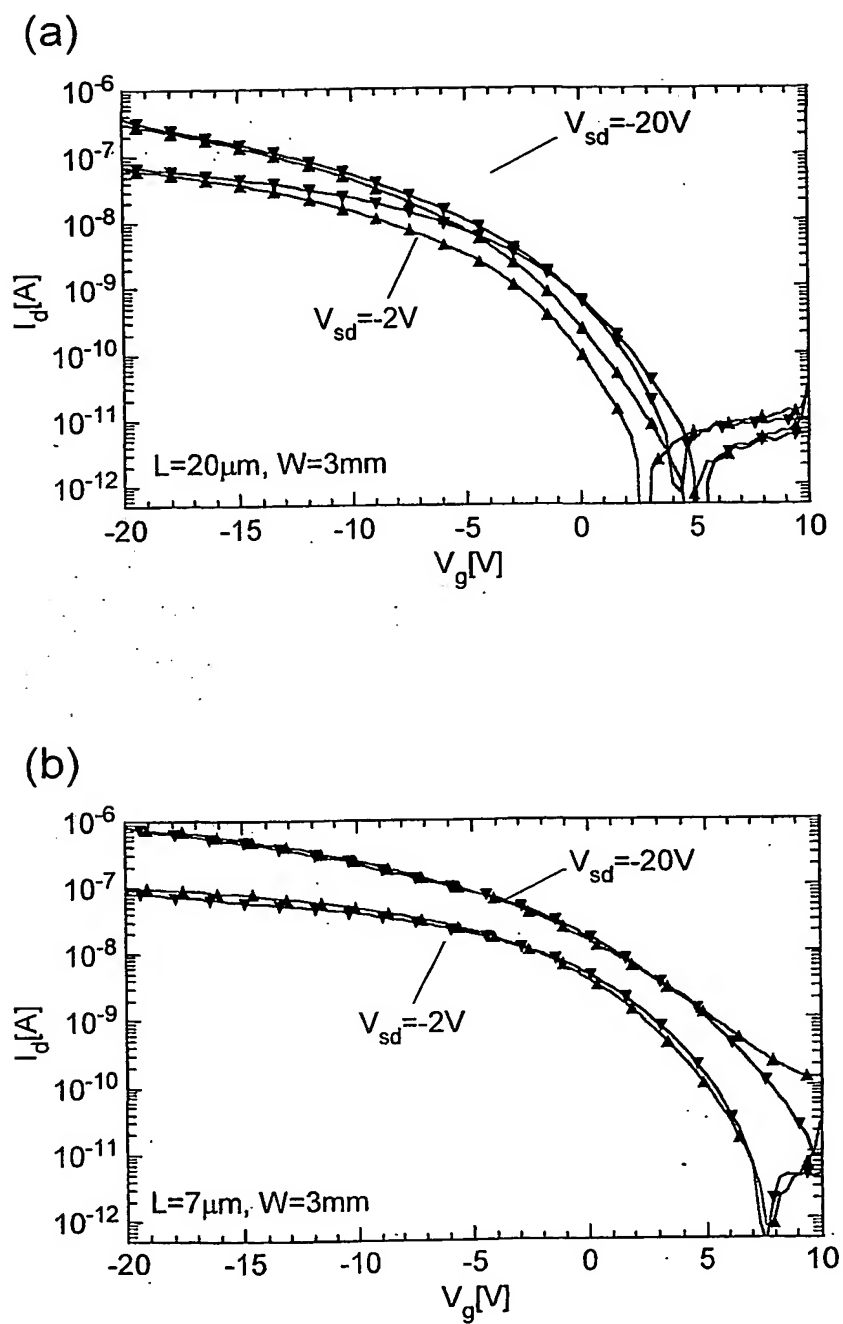 (a)
10⁻⁶
10⁻⁷
10⁻⁸
10⁻⁹
10⁻¹⁰
10⁻¹¹
10⁻¹²
I_d[A]
V_sd=-20V
V_sd=-2V
L=20μm, W=3mm
-20 -15 -10 -5 0 5 10
V_g[V]
(b)
10⁻⁶
10⁻⁷
10⁻⁸
10⁻⁹
10⁻¹⁰
10⁻¹¹
10⁻¹²
I_d[A]
V_sd=-20V
V_sd=-2V
L=7μm, W=3mm
-20 -15 -10 -5 0 5 10
V_g[V]